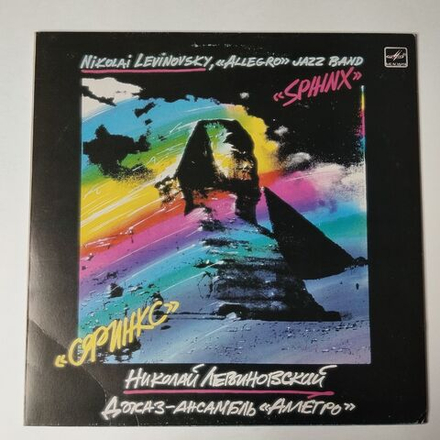 Nikolai Levinovsky, «Allegro» jazz band
«SPHINX»
«СФИНКС»
Николай Левиновский
Джаз-ансамбль «Аллегро»